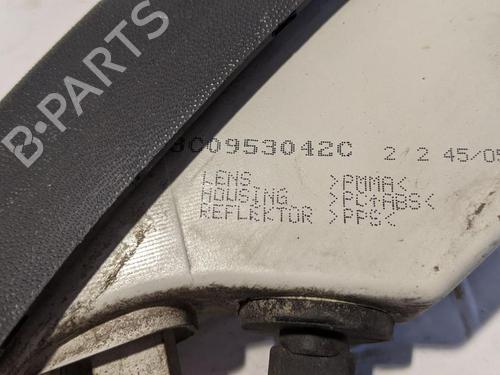 B-PARTS
3C0953042C 2 2 45/05
LENS >PMMA<
HOUSING >PC+ABS<
REFLEKTOR >PPS<